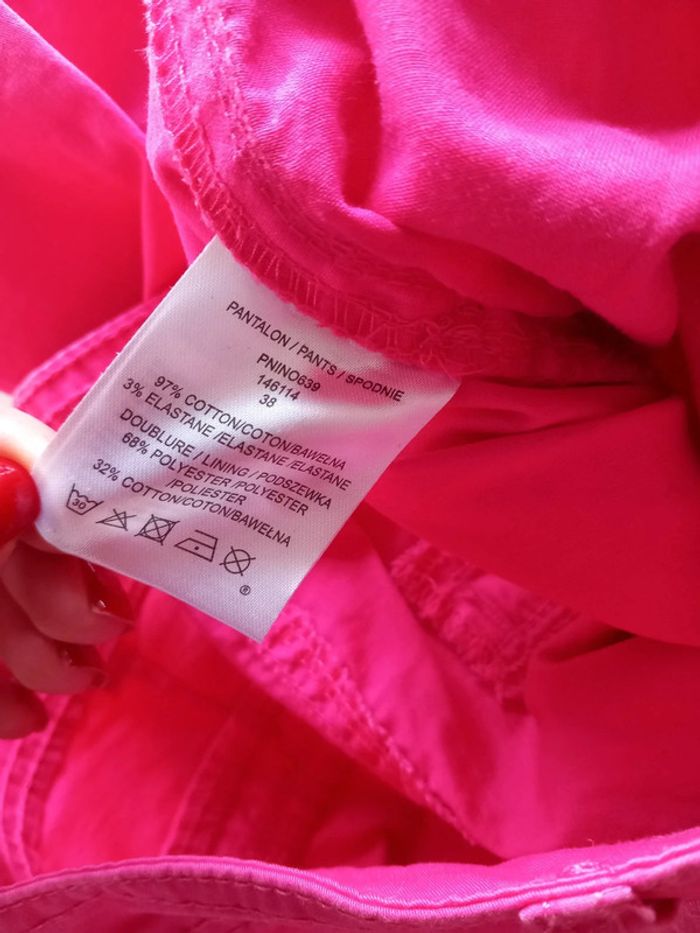 PANTALON / PANTS / SPODNIE
PNINO639
146114
38
97% COTTON/COTON/BAWEŁNA
3% ELASTANE /ELASTANE /ELASTANE
DOUBLURE / LINING / PODSZEWKA
68% POLYESTER /POLYESTER
/POLIESTER
32% COTTON/COTON/BAWEŁNA
30
®